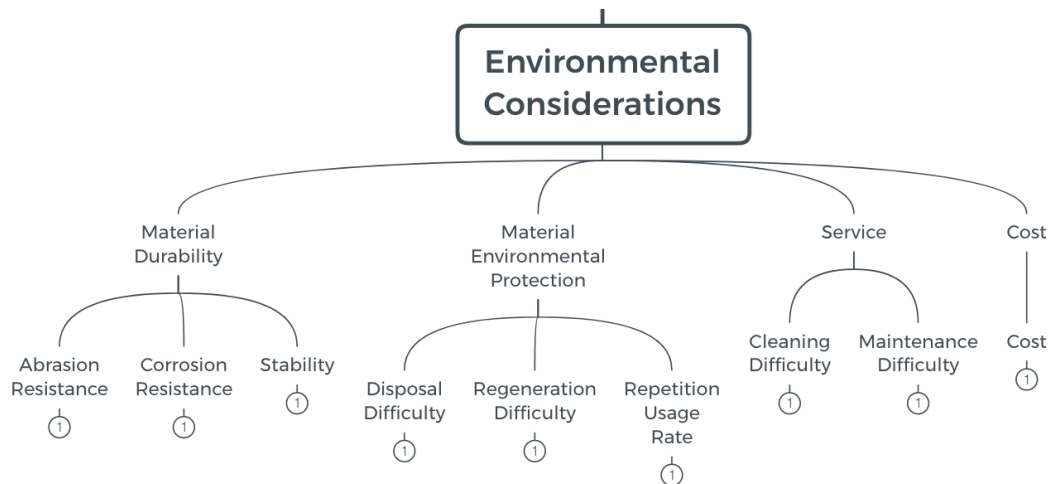 Environmental
Considerations
Material
Durability
Material
Environmental
Protection
Service
Cost
Abrasion
Resistance
1
Corrosion
Resistance
1
Stability
1
Disposal
Difficulty
1
Regeneration
Difficulty
1
Repetition
Usage
Rate
1
Cleaning
Difficulty
1
Maintenance
Difficulty
1
Cost
1